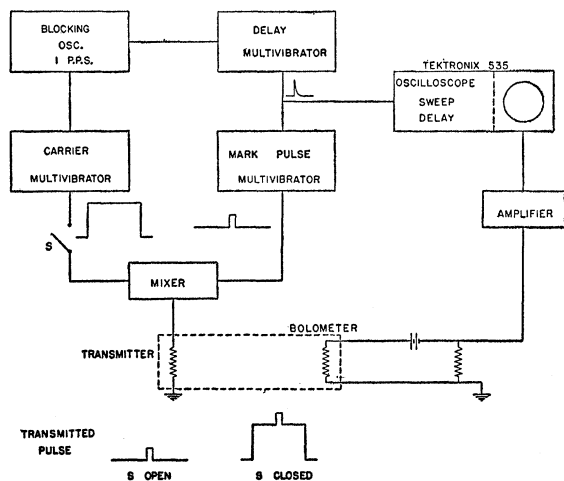 BLOCKING
OSC.
1 P.P.S.
DELAY
MULTIVIBRATOR
TEKTRONIX 535
OSCILLOSCOPE
SWEEP
DELAY
CARRIER
MULTIVIBRATOR
MARK PULSE
MULTIVIBRATOR
AMPLIFIER
S
MIXER
BOLOMETER
TRANSMITTER
TRANSMITTED
PULSE
S OPEN
S CLOSED